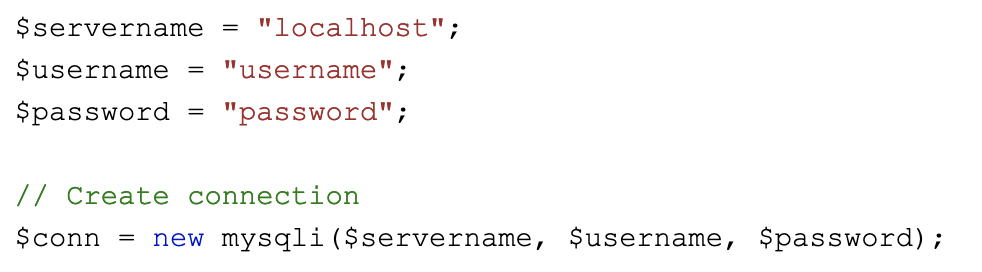 $servername = "localhost";
$username = "username";
$password = "password";
// Create connection
$conn = new mysqli($servername, $username, $password);